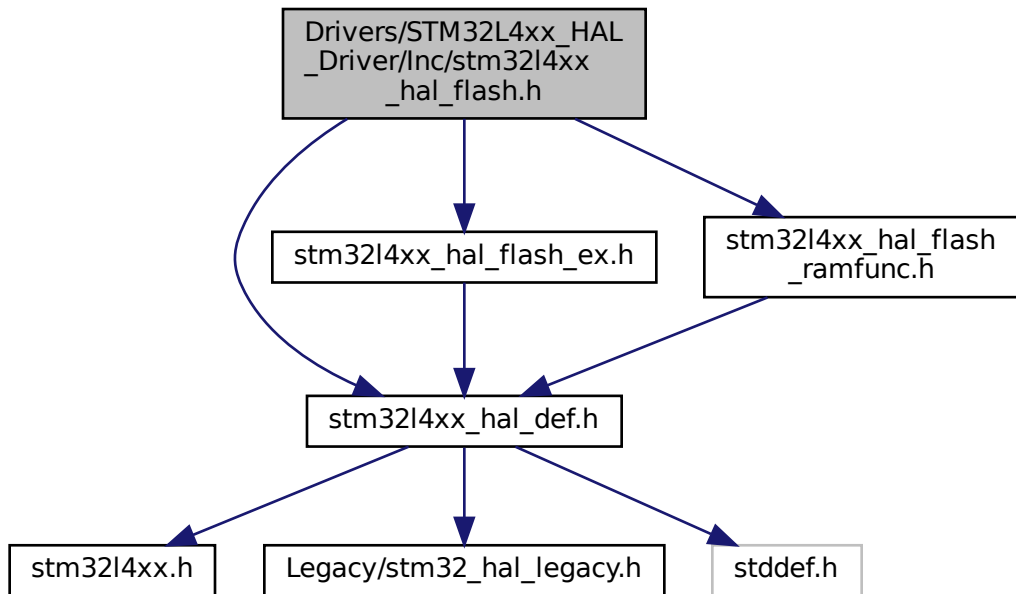 Drivers/STM32L4xx_HAL
_Driver/Inc/stm32l4xx
_hal_flash.h
stm32l4xx_hal_flash_ex.h
stm32l4xx_hal_flash
_ramfunc.h
stm32l4xx_hal_def.h
stm32l4xx.h
Legacy/stm32_hal_legacy.h
stddef.h